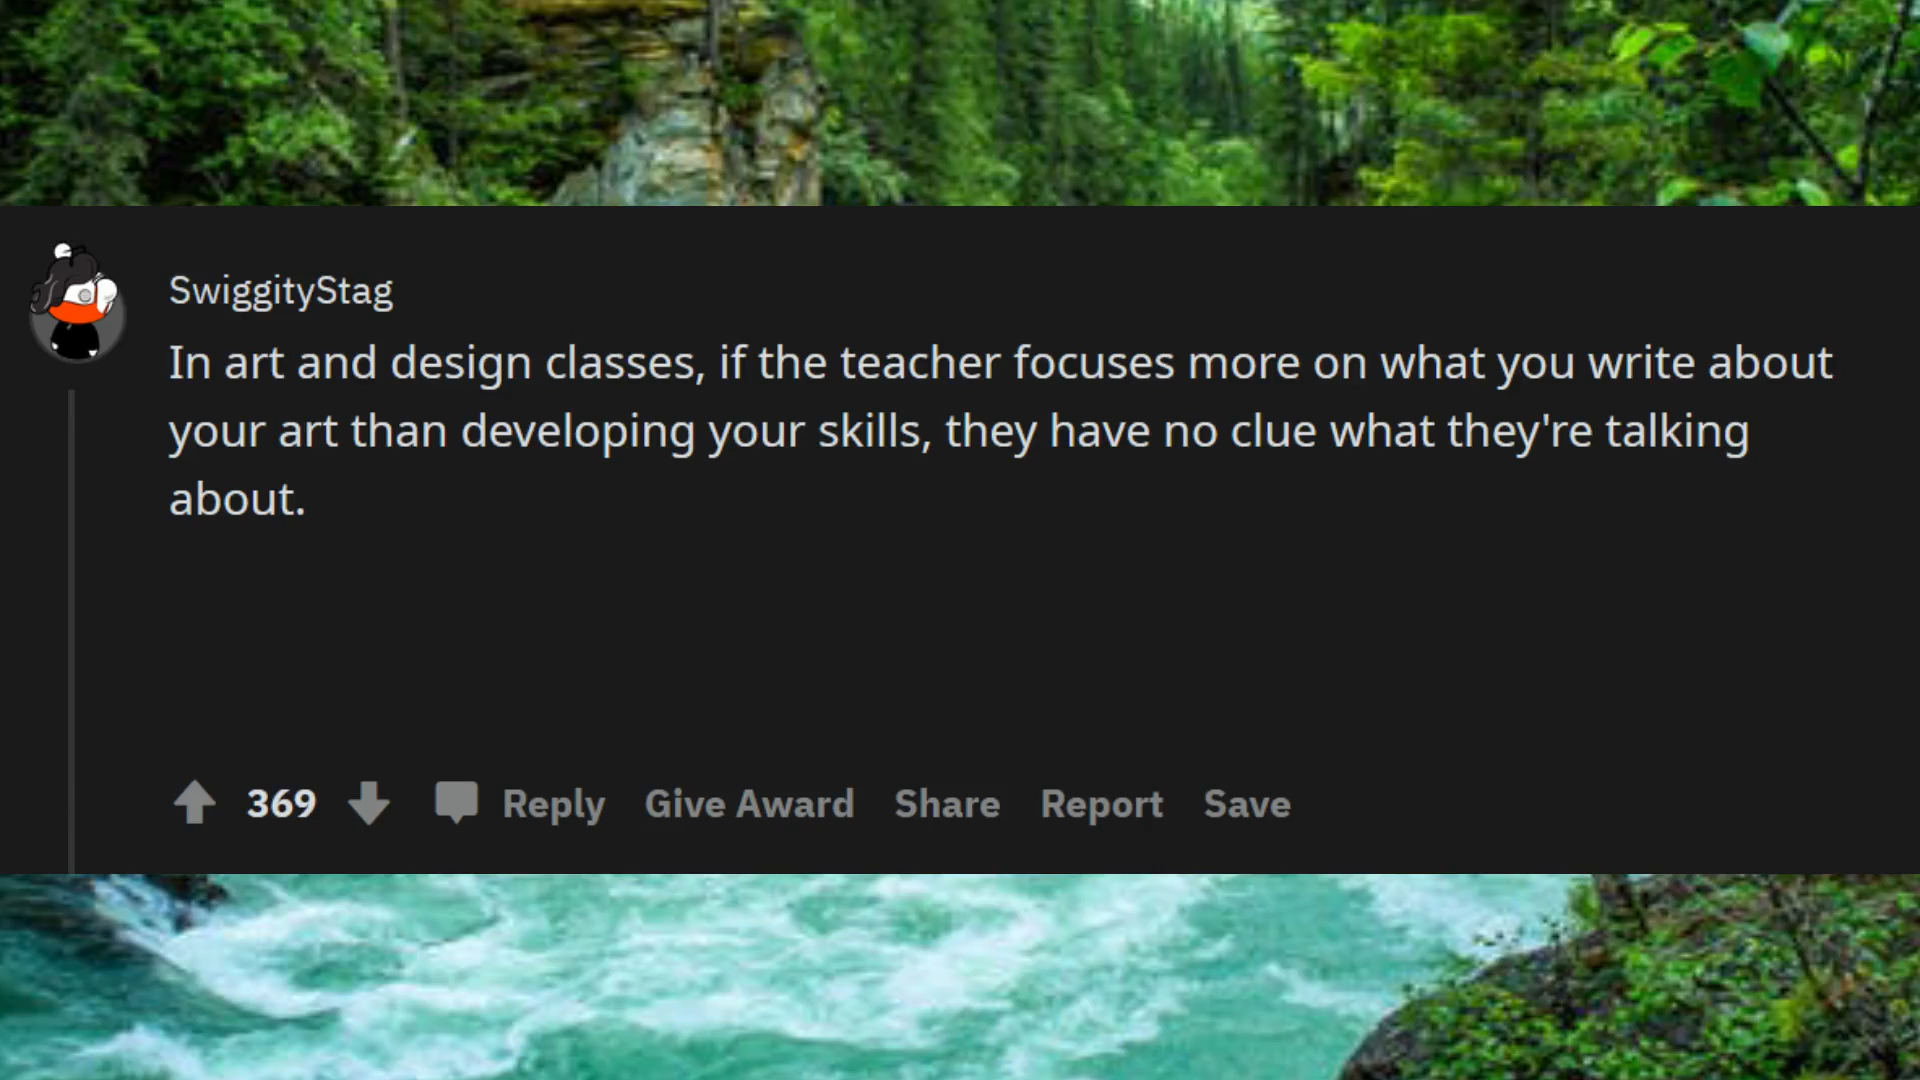 SwiggityStag
In art and design classes, if the teacher focuses more on what you write about
your art than developing your skills, they have no clue what they're talking
about.
369 Reply Give Award Share Report Save